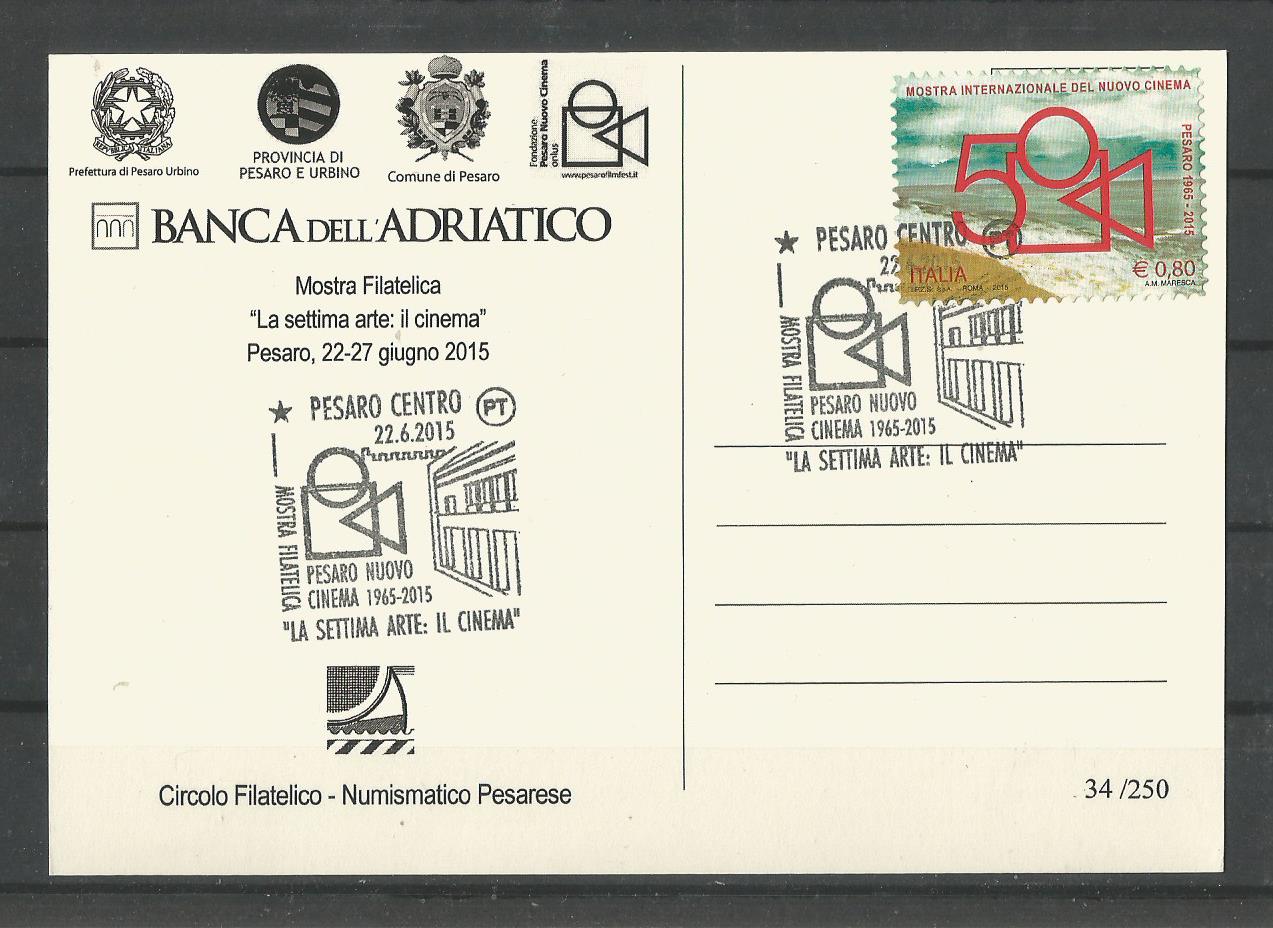 REPVBBLICA ITALIANA
Prefettura di Pesaro Urbino
PROVINCIA DI
PESARO E URBINO
Comune di Pesaro
Fondazione
Pesaro Nuovo Cinema
onlus
www.pesarofilmfest.it
BANCA DELL'ADRIATICO
Mostra Filatelica
“La settima arte: il cinema”
Pesaro, 22-27 giugno 2015
PESARO CENTRO PT
22.6.2015
MOSTRA FILATELICA
PESARO NUOVO
CINEMA 1965-2015
"LA SETTIMA ARTE: IL CINEMA"
Circolo Filatelico - Numismatico Pesarese
MOSTRA INTERNAZIONALE DEL NUOVO CINEMA
50
PESARO 1965 - 2015
ITALIA
€ 0,80
I.P.Z.S. S.p.A. - ROMA - 2015
A.M. MARESCA
PESARO CENTRO PT
MOSTRA FILATELICA
PESARO NUOVO
CINEMA 1965-2015
"LA SETTIMA ARTE: IL CINEMA"
34 /250